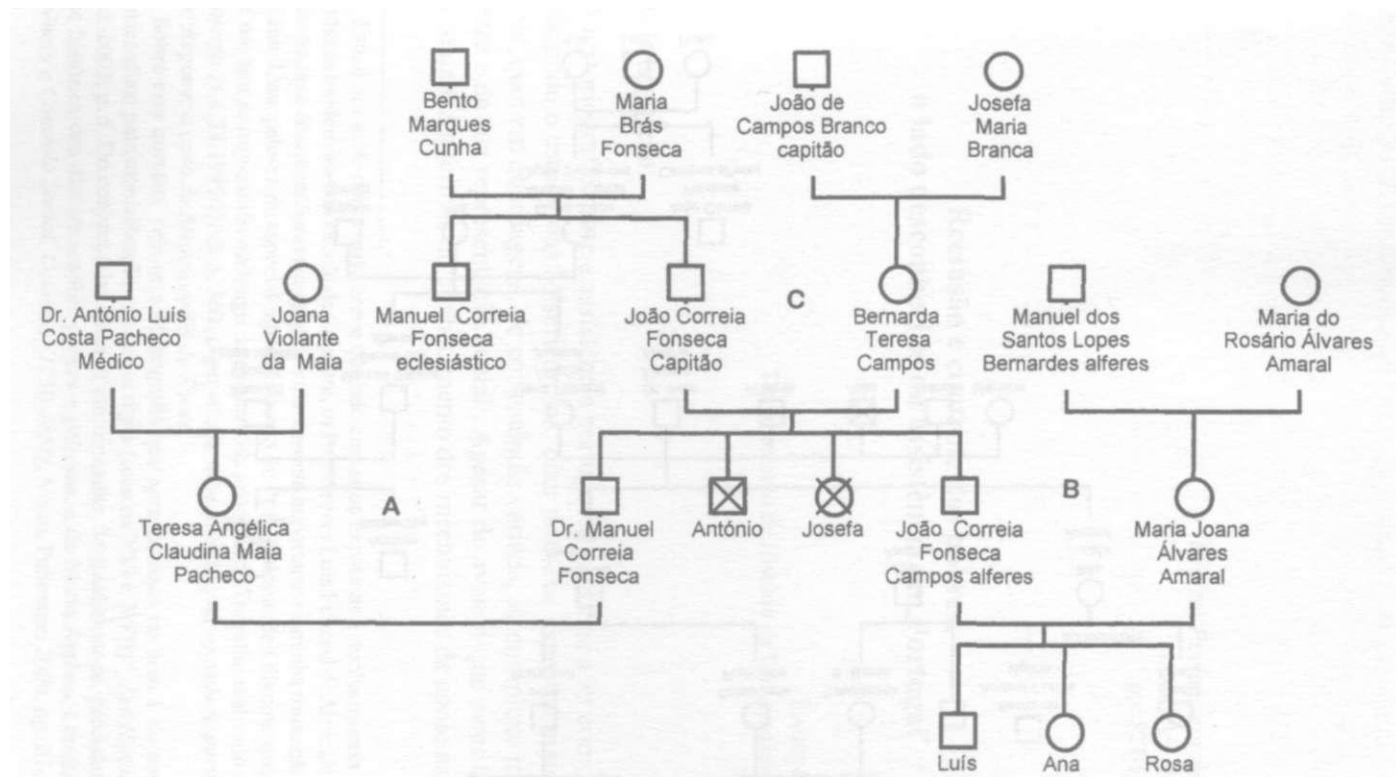 Bento
Marques
Cunha
Maria
Brás
Fonseca
João de
Campos Branco
capitão
Josefa
Maria
Branca
Dr. António Luís
Costa Pacheco
Médico
Joana
Violante
da Maia
Manuel Correia
Fonseca
eclesiástico
João Correia
Fonseca
Capitão
C
Bernarda
Teresa
Campos
Manuel dos
Santos Lopes
Bernardes alferes
Maria do
Rosário Álvares
Amaral
Teresa Angélica
Claudina Maia
Pacheco
A
Dr. Manuel
Correia
Fonseca
António
Josefa
João Correia
Fonseca
Campos alferes
B
Maria Joana
Álvares
Amaral
Luís
Ana
Rosa